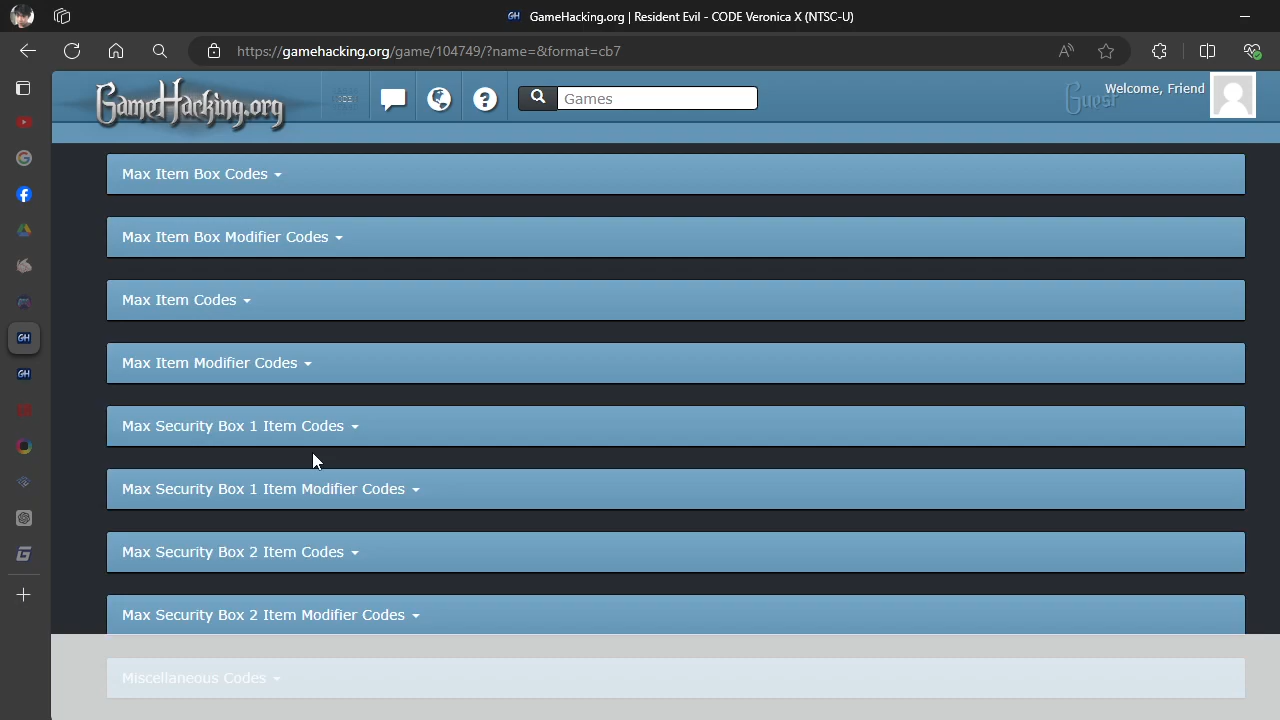 GameHacking.org | Resident Evil - CODE Veronica X (NTSC-U)
https://gamehacking.org/game/104749/?name=&format=cb7
GameHacking.org
Games
Guest
Welcome, Friend
Max Item Box Codes
Max Item Box Modifier Codes
Max Item Codes
Max Item Modifier Codes
Max Security Box 1 Item Codes
Max Security Box 1 Item Modifier Codes
Max Security Box 2 Item Codes
Max Security Box 2 Item Modifier Codes
Miscellaneous Codes